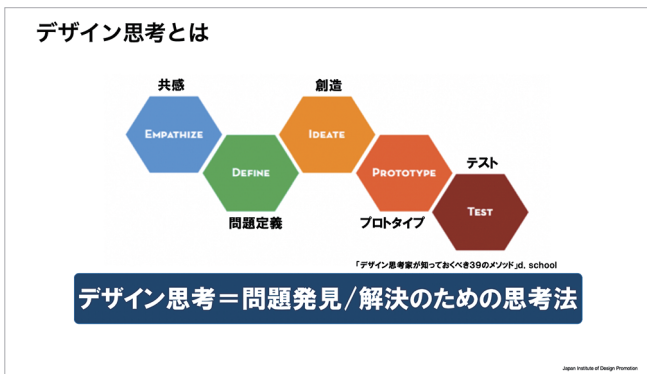 デザイン思考とは
共感
創造
EMPATHIZE
IDEATE
DEFINE
PROTOTYPE
テスト
TEST
問題定義
プロトタイプ
「デザイン思考家が知っておくべき39のメソッド」d. school
デザイン思考＝問題発見/解決のための思考法
Japan Institute of Design Promotion